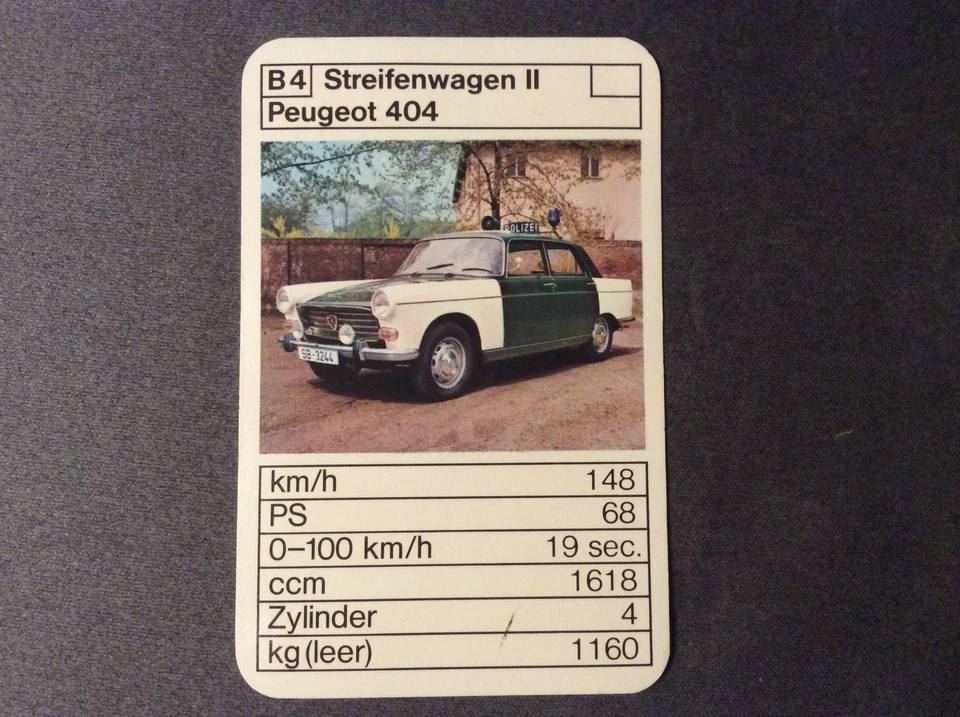 B4 Streifenwagen II
Peugeot 404
POLIZEI
SB-3244
km/h 148
PS 68
0–100 km/h 19 sec.
ccm 1618
Zylinder 4
kg (leer) 1160